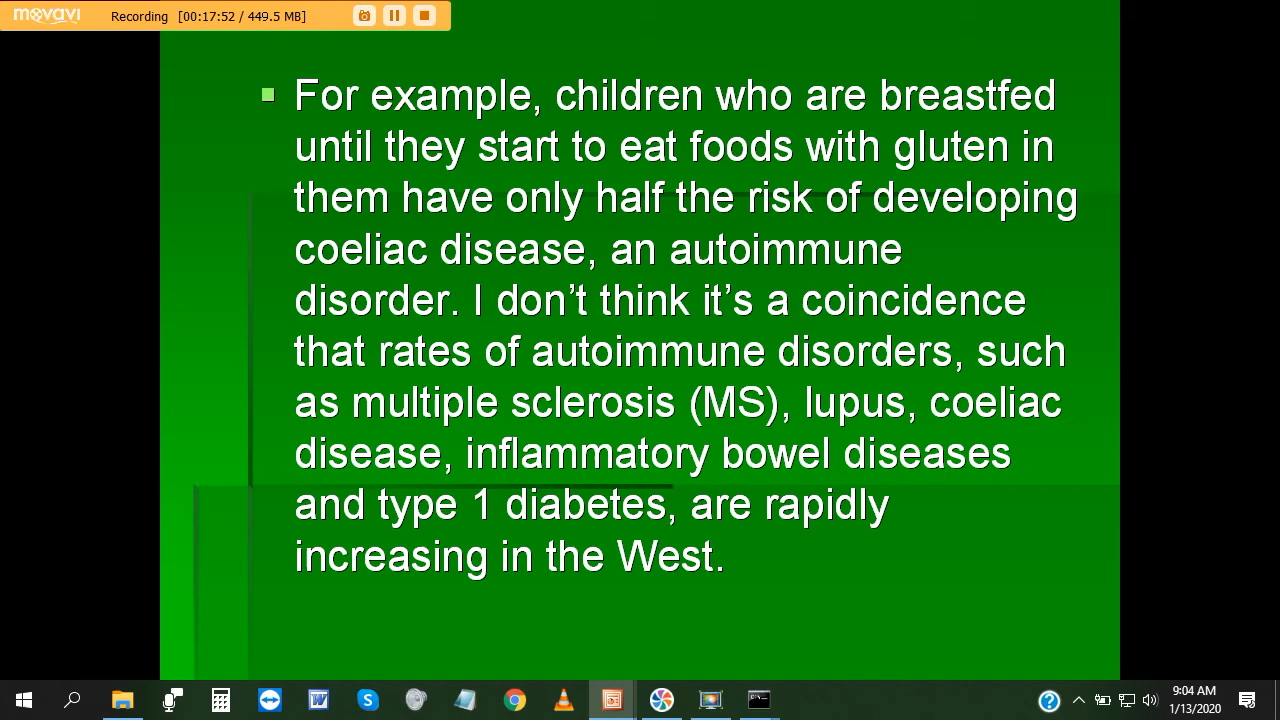 movavi
Recording [00:17:52 / 449.5 MB]
For example, children who are breastfed
until they start to eat foods with gluten in
them have only half the risk of developing
coeliac disease, an autoimmune
disorder. I don’t think it’s a coincidence
that rates of autoimmune disorders, such
as multiple sclerosis (MS), lupus, coeliac
disease, inflammatory bowel diseases
and type 1 diabetes, are rapidly
increasing in the West.
9:04 AM
1/13/2020